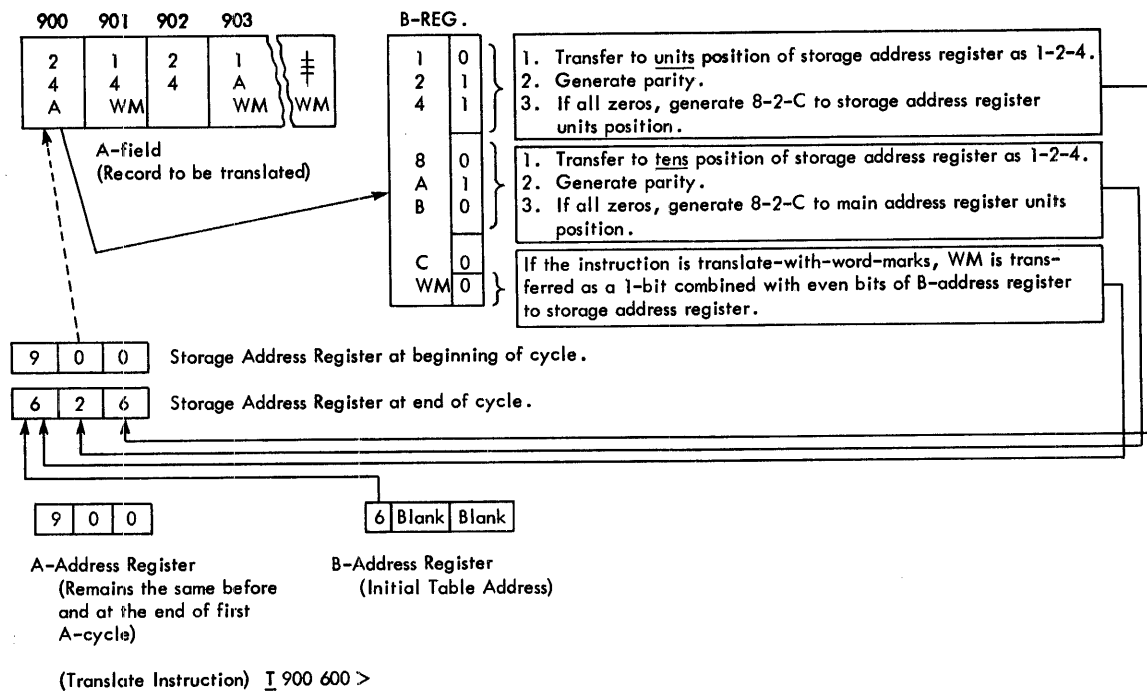 900 901 902 903
2 1 2 1 ⧧
4 4 4 A
A WM WM WM
A-field
(Record to be translated)
B-REG.
1 0
2 1
4 1
8 0
A 1
B 0
C 0
WM 0
1. Transfer to units position of storage address register as 1-2-4.
2. Generate parity.
3. If all zeros, generate 8-2-C to storage address register
units position.
1. Transfer to tens position of storage address register as 1-2-4.
2. Generate parity.
3. If all zeros, generate 8-2-C to main address register units
position.
If the instruction is translate-with-word-marks, WM is trans-
ferred as a 1-bit combined with even bits of B-address register
to storage address register.
9 0 0 Storage Address Register at beginning of cycle.
6 2 6 Storage Address Register at end of cycle.
9 0 0
6 Blank Blank
A-Address Register
(Remains the same before
and at the end of first
A-cycle)
B-Address Register
(Initial Table Address)
(Translate Instruction) T 900 600 >